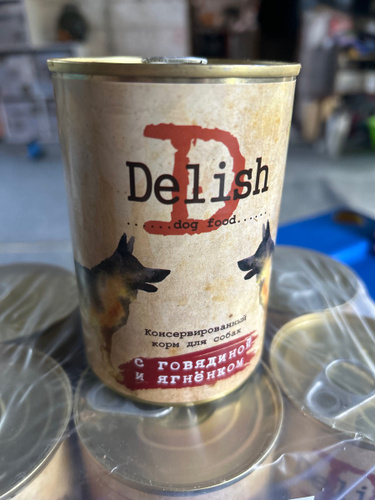 D
Delish
......dog food......
Консервированный
корм для собак
с говядиной
и ягнёнком